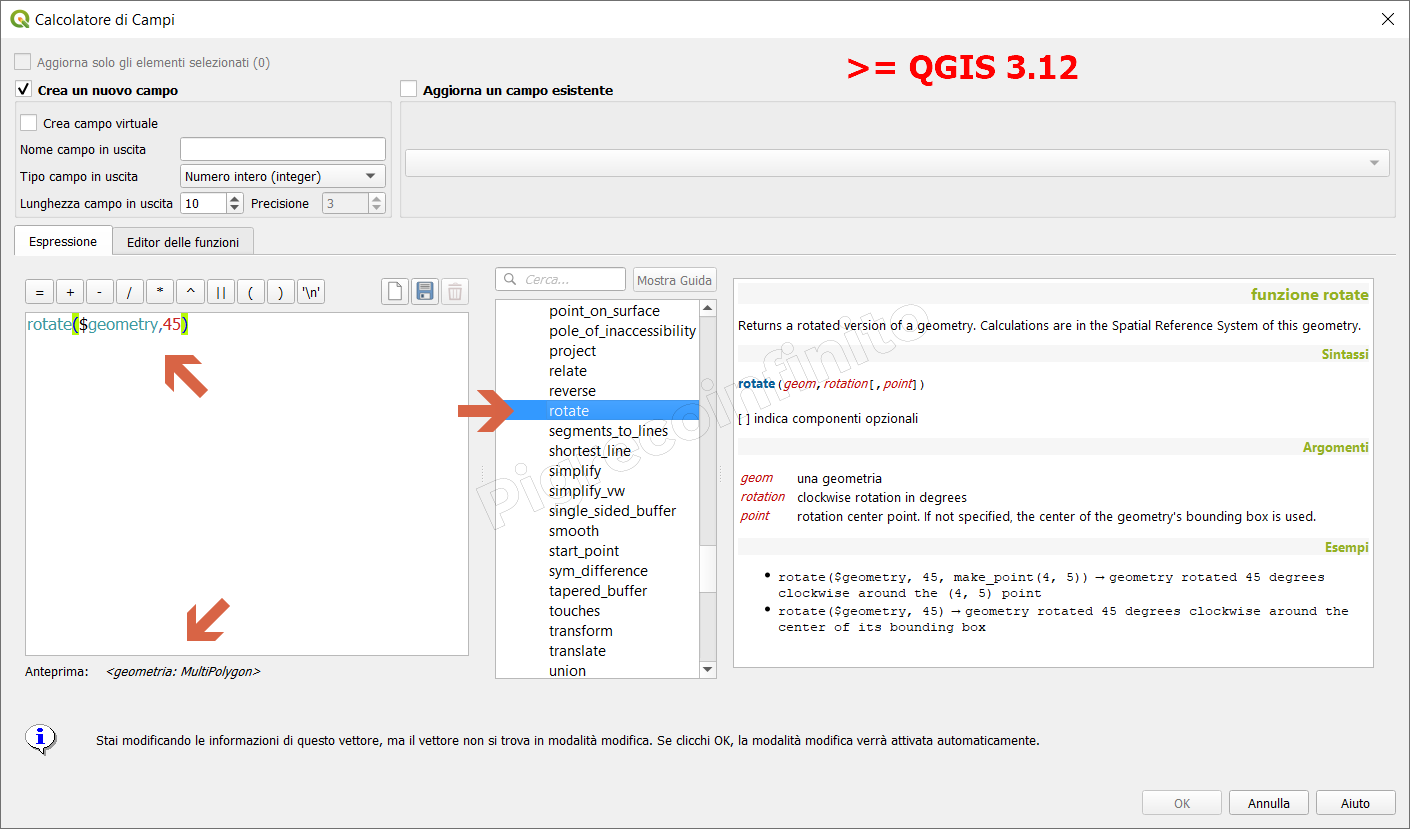 Calcolatore di Campi
>= QGIS 3.12
Aggiorna solo gli elementi selezionati (0)
Crea un nuovo campo
Aggiorna un campo esistente
Crea campo virtuale
Nome campo in uscita
Tipo campo in uscita
Numero intero (integer)
Lunghezza campo in uscita
10
Precisione
3
Espressione
Editor delle funzioni
= + - / * ^ || ( ) '\n'
rotate($geometry,45)
Anteprima: <geometria: MultiPolygon>
Cerca...
Mostra Guida
point_on_surface
pole_of_inaccessibility
project
relate
reverse
rotate
segments_to_lines
shortest_line
simplify
simplify_vw
single_sided_buffer
smooth
start_point
sym_difference
tapered_buffer
touches
transform
translate
union
funzione rotate
Returns a rotated version of a geometry. Calculations are in the Spatial Reference System of this geometry.
Sintassi
rotate(geom,rotation[,point])
[ ] indica componenti opzionali
Argomenti
geom una geometria
rotation clockwise rotation in degrees
point rotation center point. If not specified, the center of the geometry's bounding box is used.
Esempi
• rotate($geometry, 45, make_point(4, 5)) → geometry rotated 45 degrees
clockwise around the (4, 5) point
• rotate($geometry, 45) → geometry rotated 45 degrees clockwise around the
center of its bounding box
Pigrecoinfinito
Stai modificando le informazioni di questo vettore, ma il vettore non si trova in modalità modifica. Se clicchi OK, la modalità modifica verrà attivata automaticamente.
OK
Annulla
Aiuto